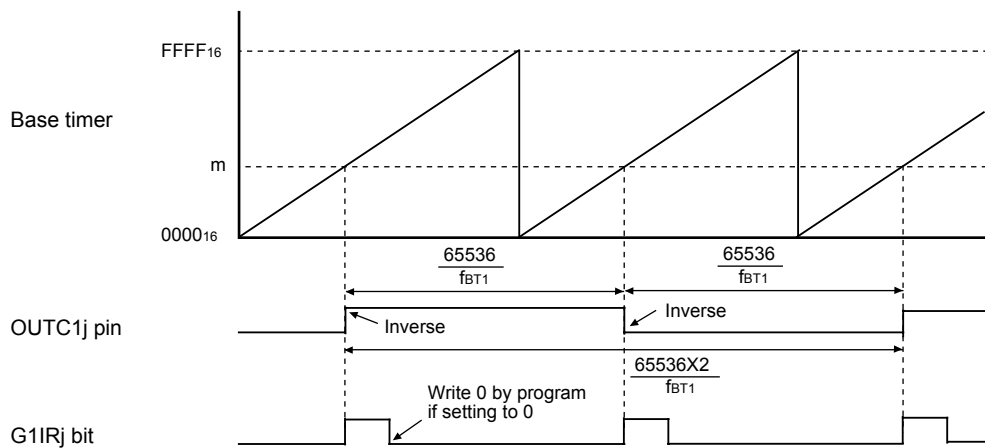 FFFF16
Base timer
m
000016
65536
fBT1
65536
fBT1
OUTC1j pin
Inverse
Inverse
65536X2
fBT1
Write 0 by program
if setting to 0
G1IRj bit